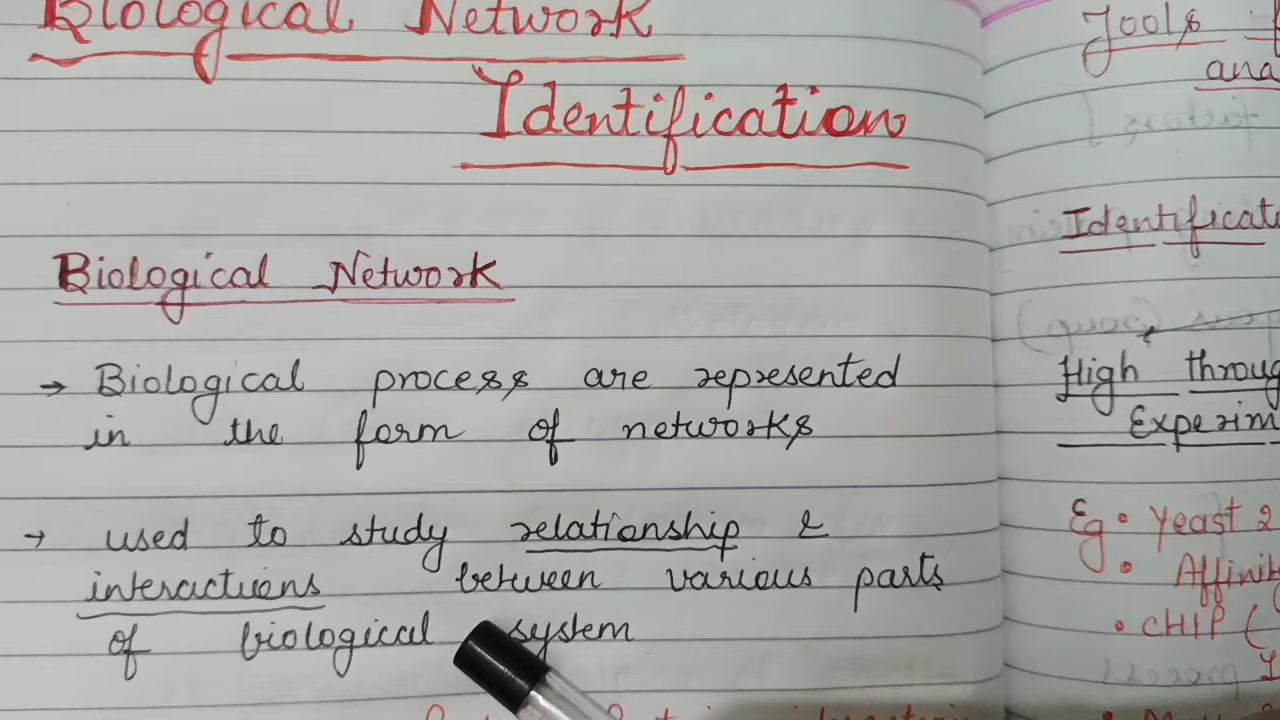 Biological Network
Identification
Biological Network
→ Biological process are represented
in the form of networks
→ used to study relationship &
interactions between various parts
of biological system
Tools
ana
Identificat
High throug
Experim
Eg • Yeast 2
• Affinit
• CHIP (